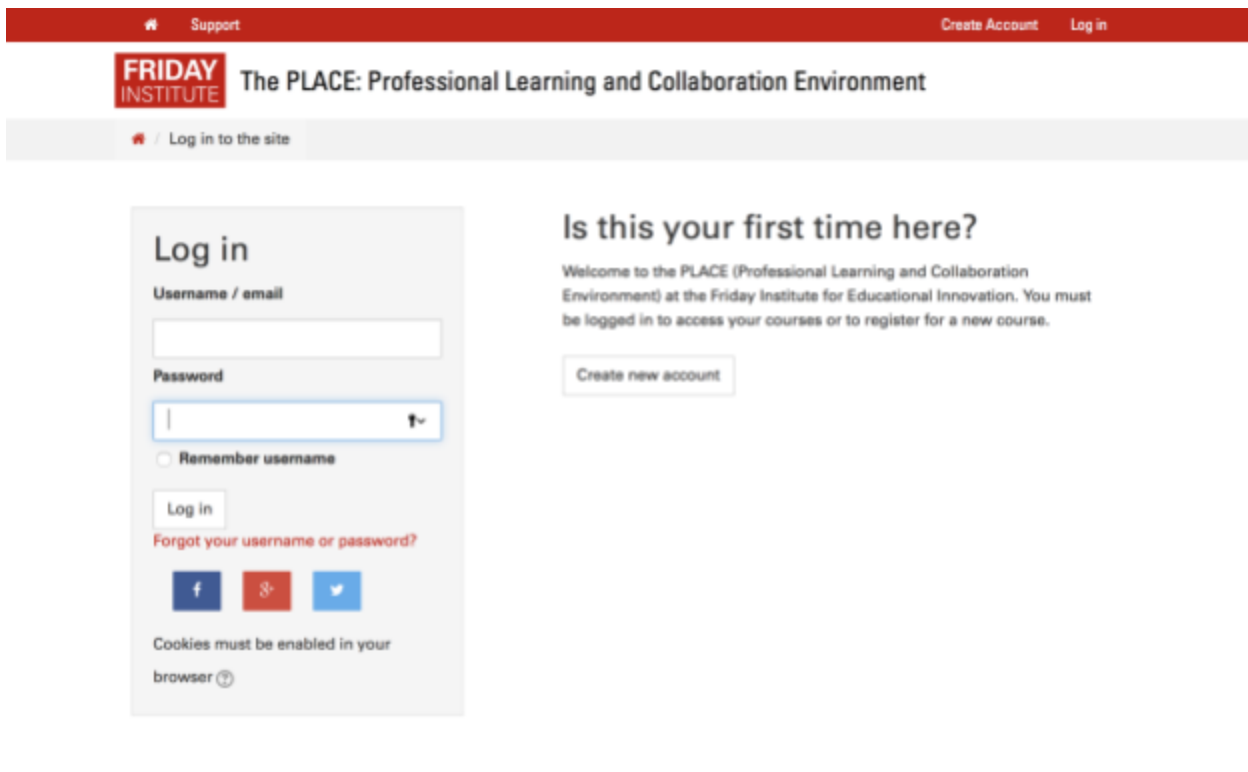 Support
Create Account Log in
FRIDAY
INSTITUTE
The PLACE: Professional Learning and Collaboration Environment
/ Log in to the site
Log in
Username / email
Password
Remember username
Log in
Forgot your username or password?
f 8+
Cookies must be enabled in your
browser ?
Is this your first time here?
Welcome to the PLACE (Professional Learning and Collaboration
Environment) at the Friday Institute for Educational Innovation. You must
be logged in to access your courses or to register for a new course.
Create new account